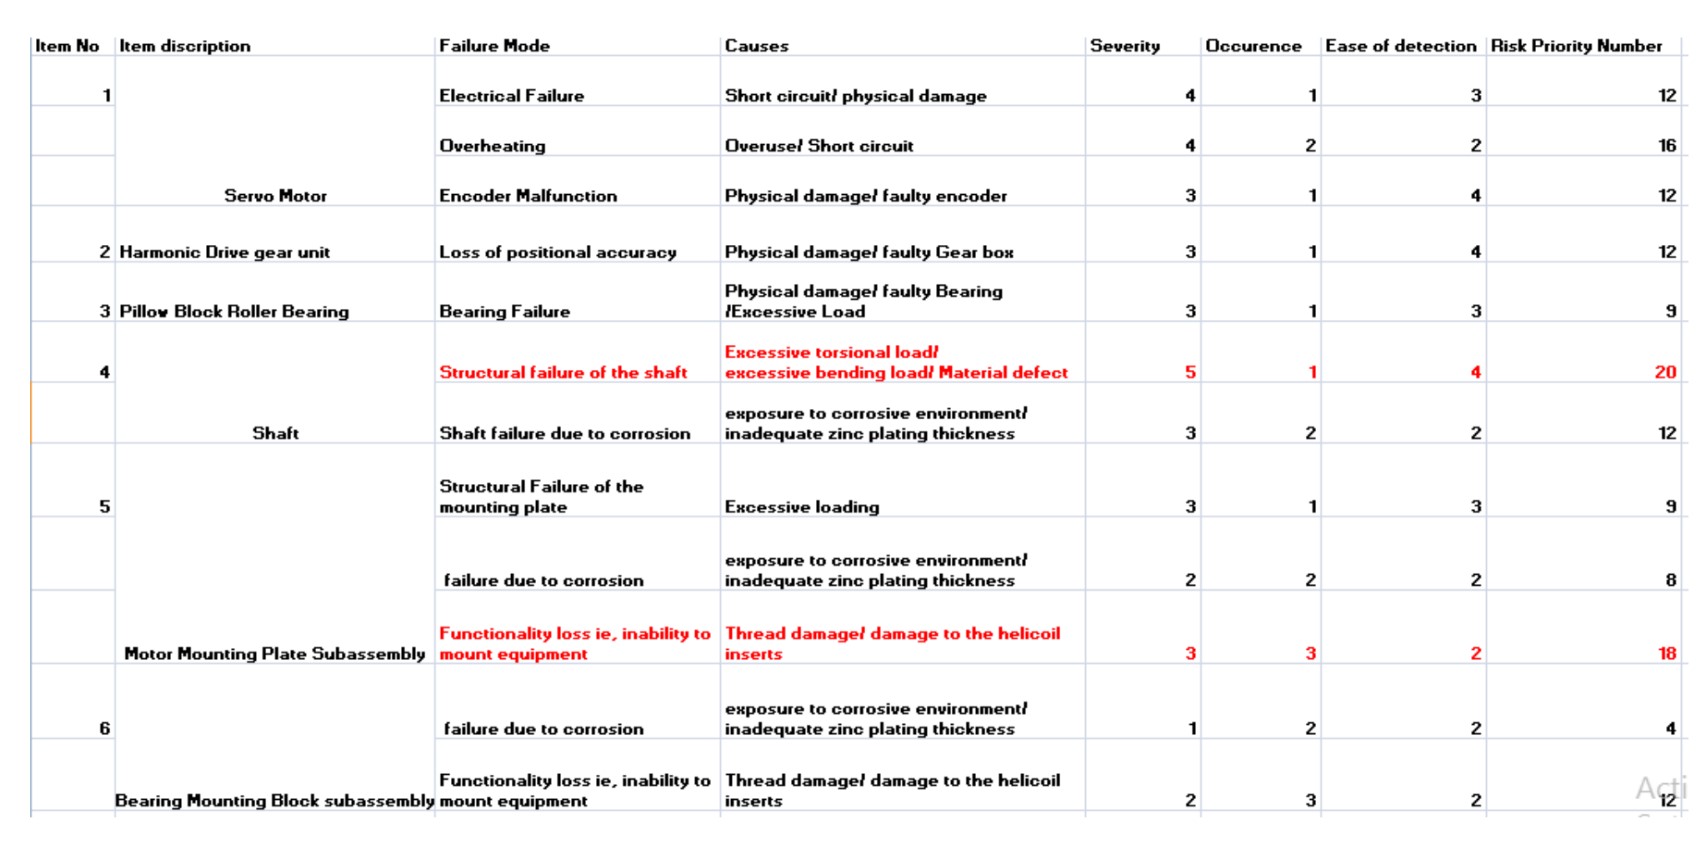 Item No Item discription Failure Mode Causes Severity Occurence Ease of detection Risk Priority Number
1 Electrical Failure Short circuit/ physical damage 4 1 3 12
Overheating Overuse/ Short circuit 4 2 2 16
Servo Motor Encoder Malfunction Physical damage/ faulty encoder 3 1 4 12
2 Harmonic Drive gear unit Loss of positional accuracy Physical damage/ faulty Gear box 3 1 4 12
Physical damage/ faulty Bearing
3 Pillow Block Roller Bearing Bearing Failure /Excessive Load 3 1 3 9
Excessive torsional load/
4 Structural failure of the shaft excessive bending load/ Material defect 5 1 4 20
exposure to corrosive environment/
Shaft Shaft failure due to corrosion inadequate zinc plating thickness 3 2 2 12
Structural Failure of the
5 mounting plate Excessive loading 3 1 3 9
exposure to corrosive environment/
failure due to corrosion inadequate zinc plating thickness 2 2 2 8
Functionality loss ie, inability to Thread damage/ damage to the helicoil
Motor Mounting Plate Subassembly mount equipment inserts 3 3 2 18
exposure to corrosive environment/
6 failure due to corrosion inadequate zinc plating thickness 1 2 2 4
Functionality loss ie, inability to Thread damage/ damage to the helicoil
Acti
Bearing Mounting Block subassembly mount equipment inserts 2 3 2 12